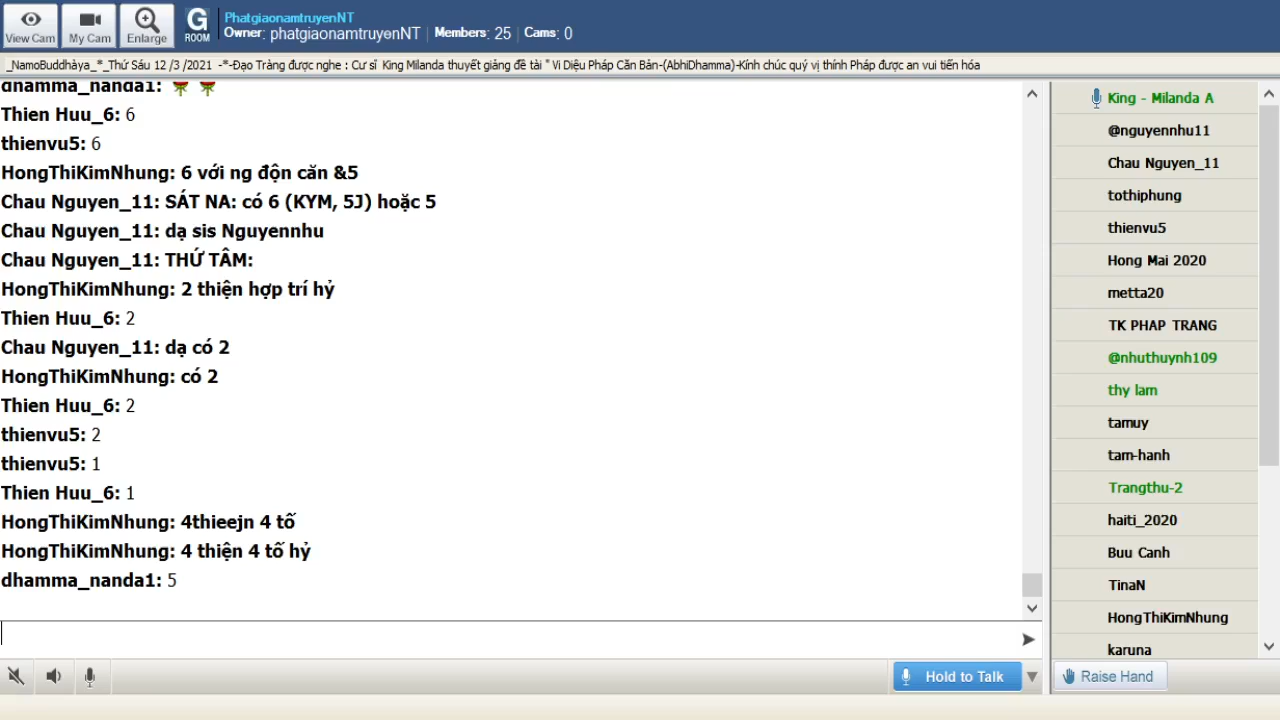 View Cam
My Cam
Enlarge
G
ROOM
PhatgiaonamtruyenNT
Owner: phatgiaonamtruyenNT | Members: 25 | Cams: 0
_NamoBuddhàya_*_Thứ Sáu 12 /3 /2021 -*-Đạo Tràng được nghe : Cư sĩ King Milanda thuyết giảng đề tài " Vi Diệu Pháp Căn Bản-(AbhiDhamma)-Kính chúc quý vị thính Pháp được an vui tiến hóa
dhamma_nanda1:
Thien Huu_6: 6
thienvu5: 6
HongThiKimNhung: 6 với ng độn căn &5
Chau Nguyen_11: SÁT NA: có 6 (KYM, 5J) hoặc 5
Chau Nguyen_11: dạ sis Nguyennhu
Chau Nguyen_11: THỨ TÂM:
HongThiKimNhung: 2 thiện hợp trí hỷ
Thien Huu_6: 2
Chau Nguyen_11: dạ có 2
HongThiKimNhung: có 2
Thien Huu_6: 2
thienvu5: 2
thienvu5: 1
Thien Huu_6: 1
HongThiKimNhung: 4thieejn 4 tố
HongThiKimNhung: 4 thiện 4 tố hỷ
dhamma_nanda1: 5
King - Milanda A
@nguyennhu11
Chau Nguyen_11
tothiphung
thienvu5
Hong Mai 2020
metta20
TK PHAP TRANG
@nhuthuynh109
thy lam
tamuy
tam-hanh
Trangthu-2
haiti_2020
Buu Canh
TinaN
HongThiKimNhung
karuna
Hold to Talk
Raise Hand